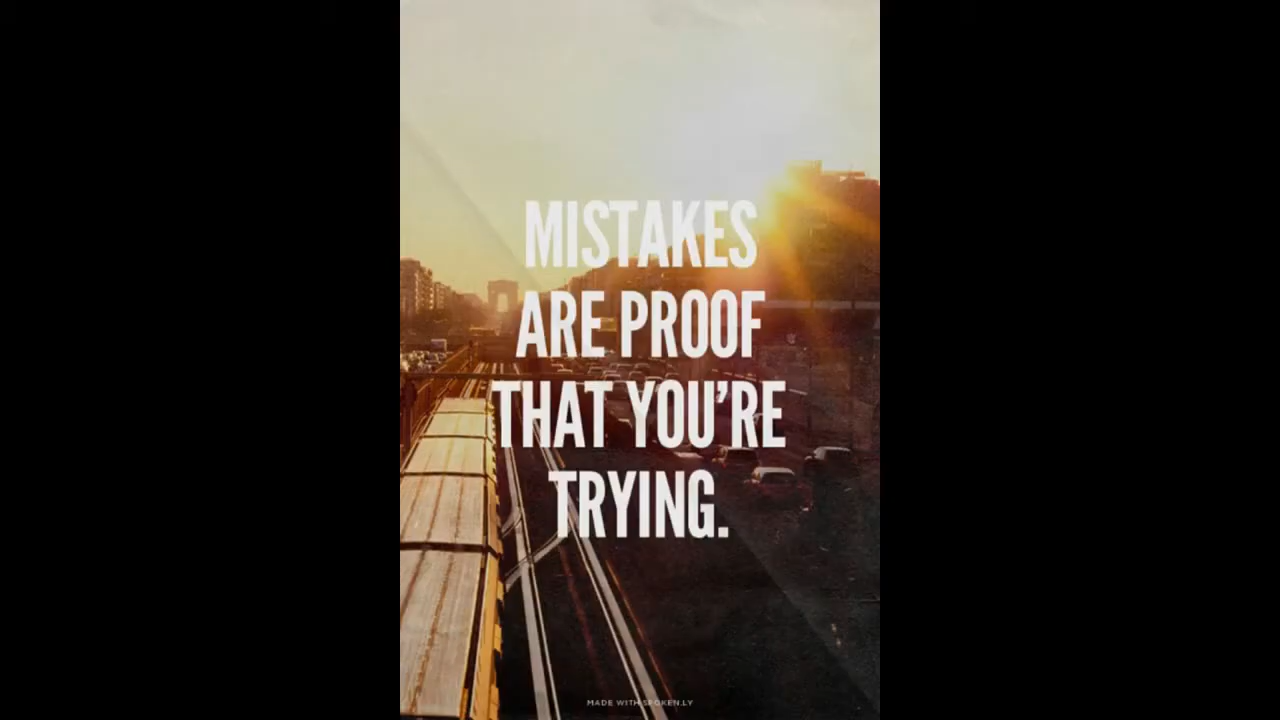 MISTAKES
ARE PROOF
THAT YOU'RE
TRYING.
MADE WITH SPOKEN.LY